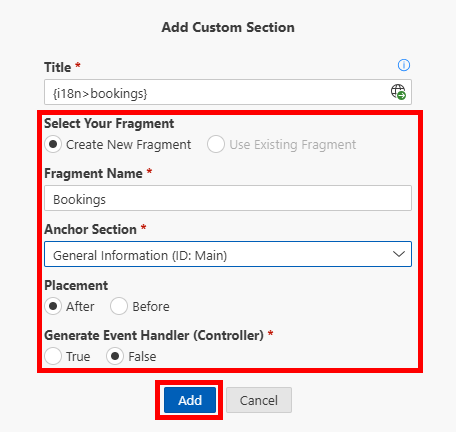 Add Custom Section
Title *
{i18n>bookings}
Select Your Fragment
Create New Fragment Use Existing Fragment
Fragment Name *
Bookings
Anchor Section *
General Information (ID: Main)
Placement
After Before
Generate Event Handler (Controller) *
True False
Add Cancel